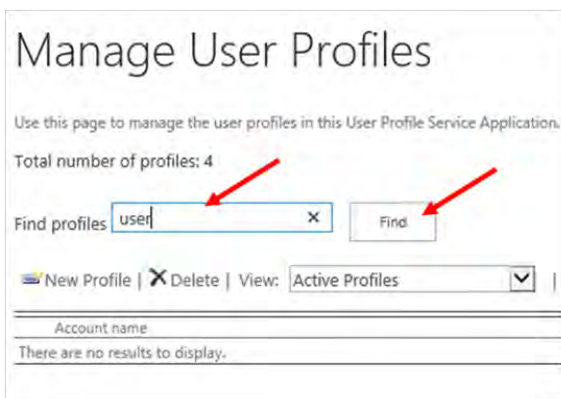 Manage User Profiles
Use this page to manage the user profiles in this User Profile Service Application.
Total number of profiles: 4
Find profiles user × Find
New Profile | Delete | View: Active Profiles |
Account name
There are no results to display.